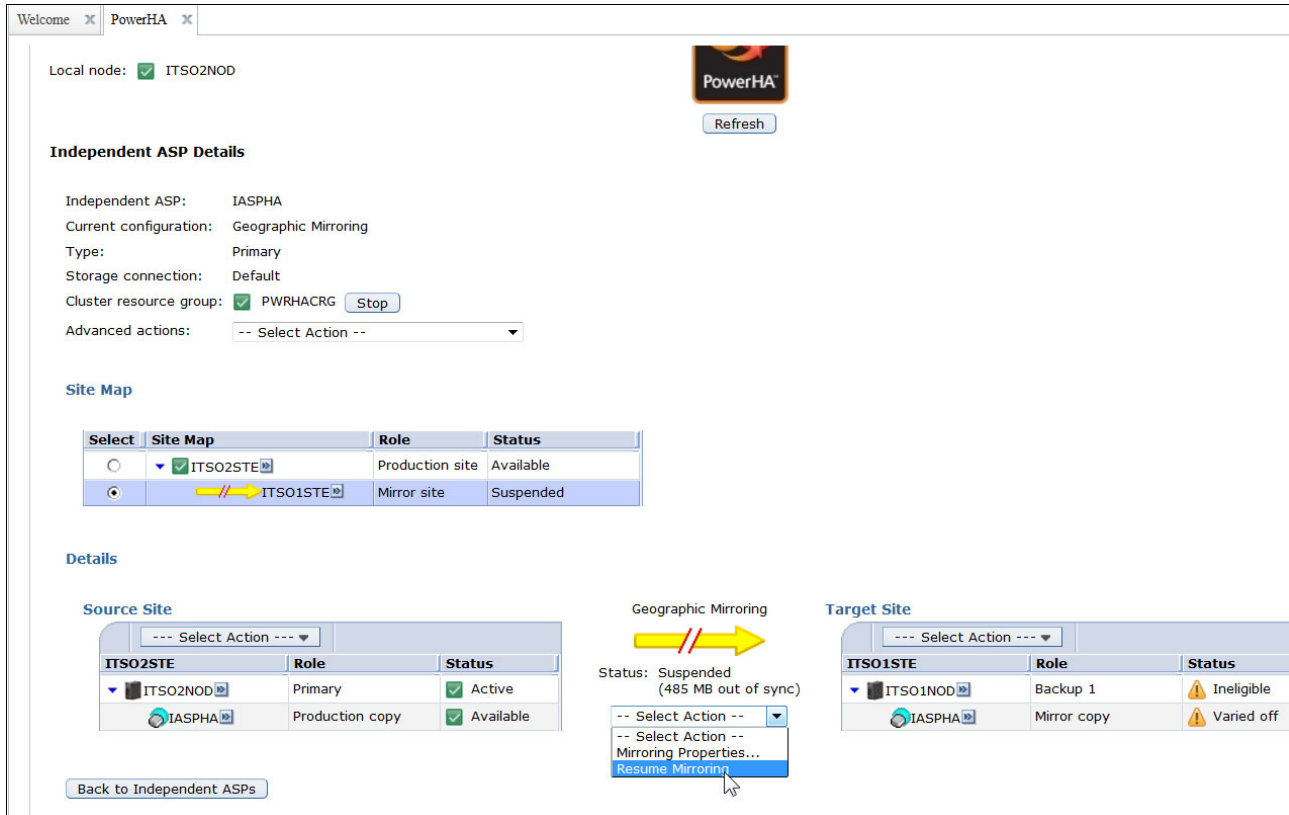 Welcome X PowerHA X
Local node: ITSO2NOD
PowerHA™
Refresh
Independent ASP Details
Independent ASP: IASPHA
Current configuration: Geographic Mirroring
Type: Primary
Storage connection: Default
Cluster resource group: PWRHACRG Stop
Advanced actions: -- Select Action --
Site Map
Select Site Map Role Status
ITSO2STE Production site Available
ITSO1STE Mirror site Suspended
Details
Source Site
--- Select Action ---
ITSO2STE Role Status
ITSO2NOD Primary Active
IASPHA Production copy Available
Geographic Mirroring
Status: Suspended
(485 MB out of sync)
-- Select Action --
-- Select Action --
Mirroring Properties...
Resume Mirroring
Target Site
--- Select Action ---
ITSO1STE Role Status
ITSO1NOD Backup 1 Ineligible
IASPHA Mirror copy Varied off
Back to Independent ASPs